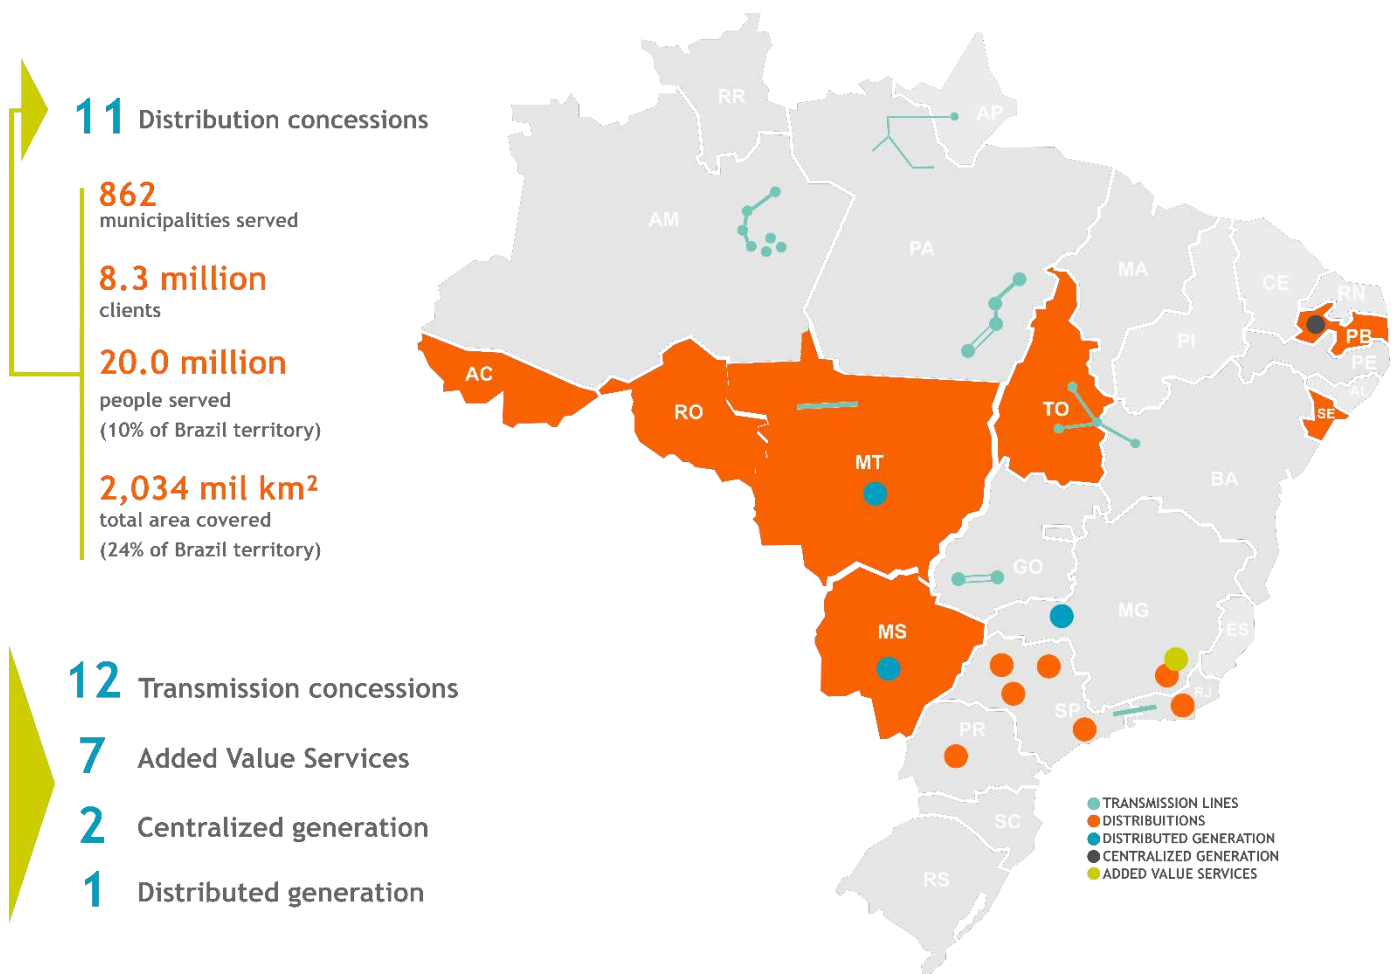 11 Distribution concessions
862
municipalities served
8.3 million
clients
20.0 million
people served
(10% of Brazil territory)
2,034 mil km²
total area covered
(24% of Brazil territory)
12 Transmission concessions
7 Added Value Services
2 Centralized generation
1 Distributed generation
RR
AP
AM
PA
MA
CE
RN
PI
PB
PE
AL
AC
RO
TO
SE
MT
BA
GO
MS
MG
ES
SP
RJ
PR
SC
RS
TRANSMISSION LINES
DISTRIBUITIONS
DISTRIBUTED GENERATION
CENTRALIZED GENERATION
ADDED VALUE SERVICES